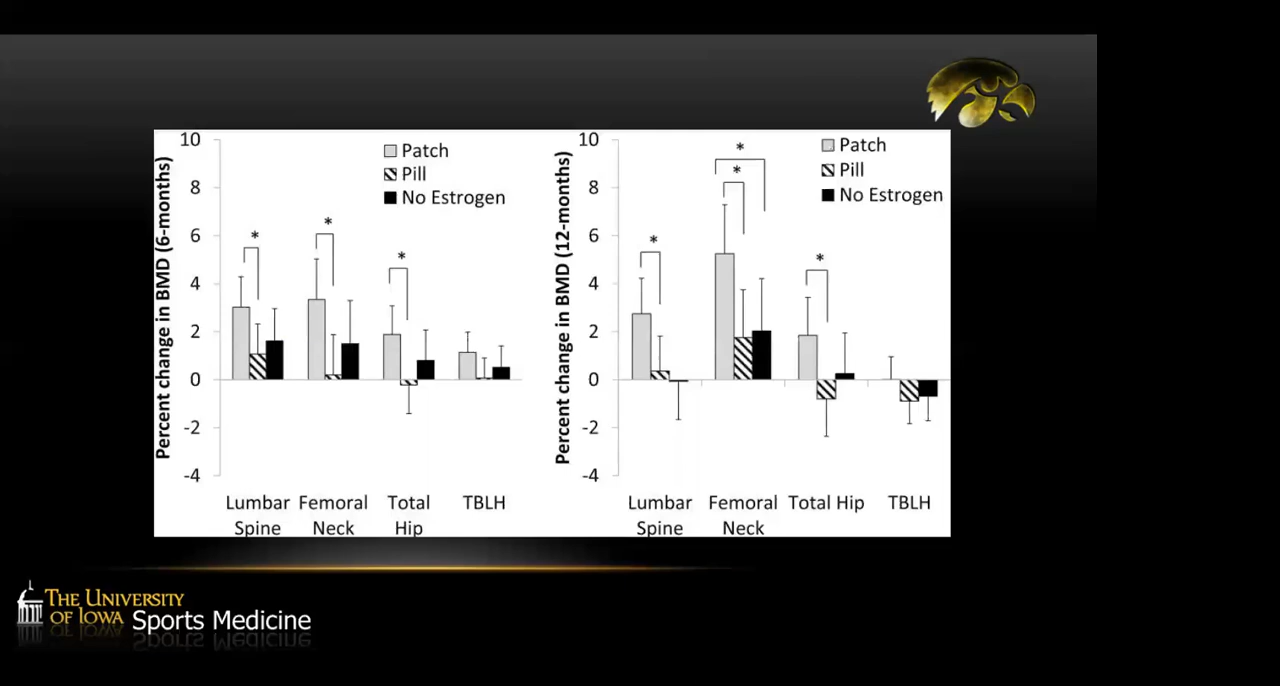 Percent change in BMD (6-months)
10
8
6
4
2
0
-2
-4
Patch
Pill
No Estrogen
*
*
*
Lumbar Spine
Femoral Neck
Total Hip
TBLH
Percent change in BMD (12-months)
10
8
6
4
2
0
-2
-4
Patch
Pill
No Estrogen
*
*
*
*
Lumbar Spine
Femoral Neck
Total Hip
TBLH
THE UNIVERSITY
OF IOWA Sports Medicine